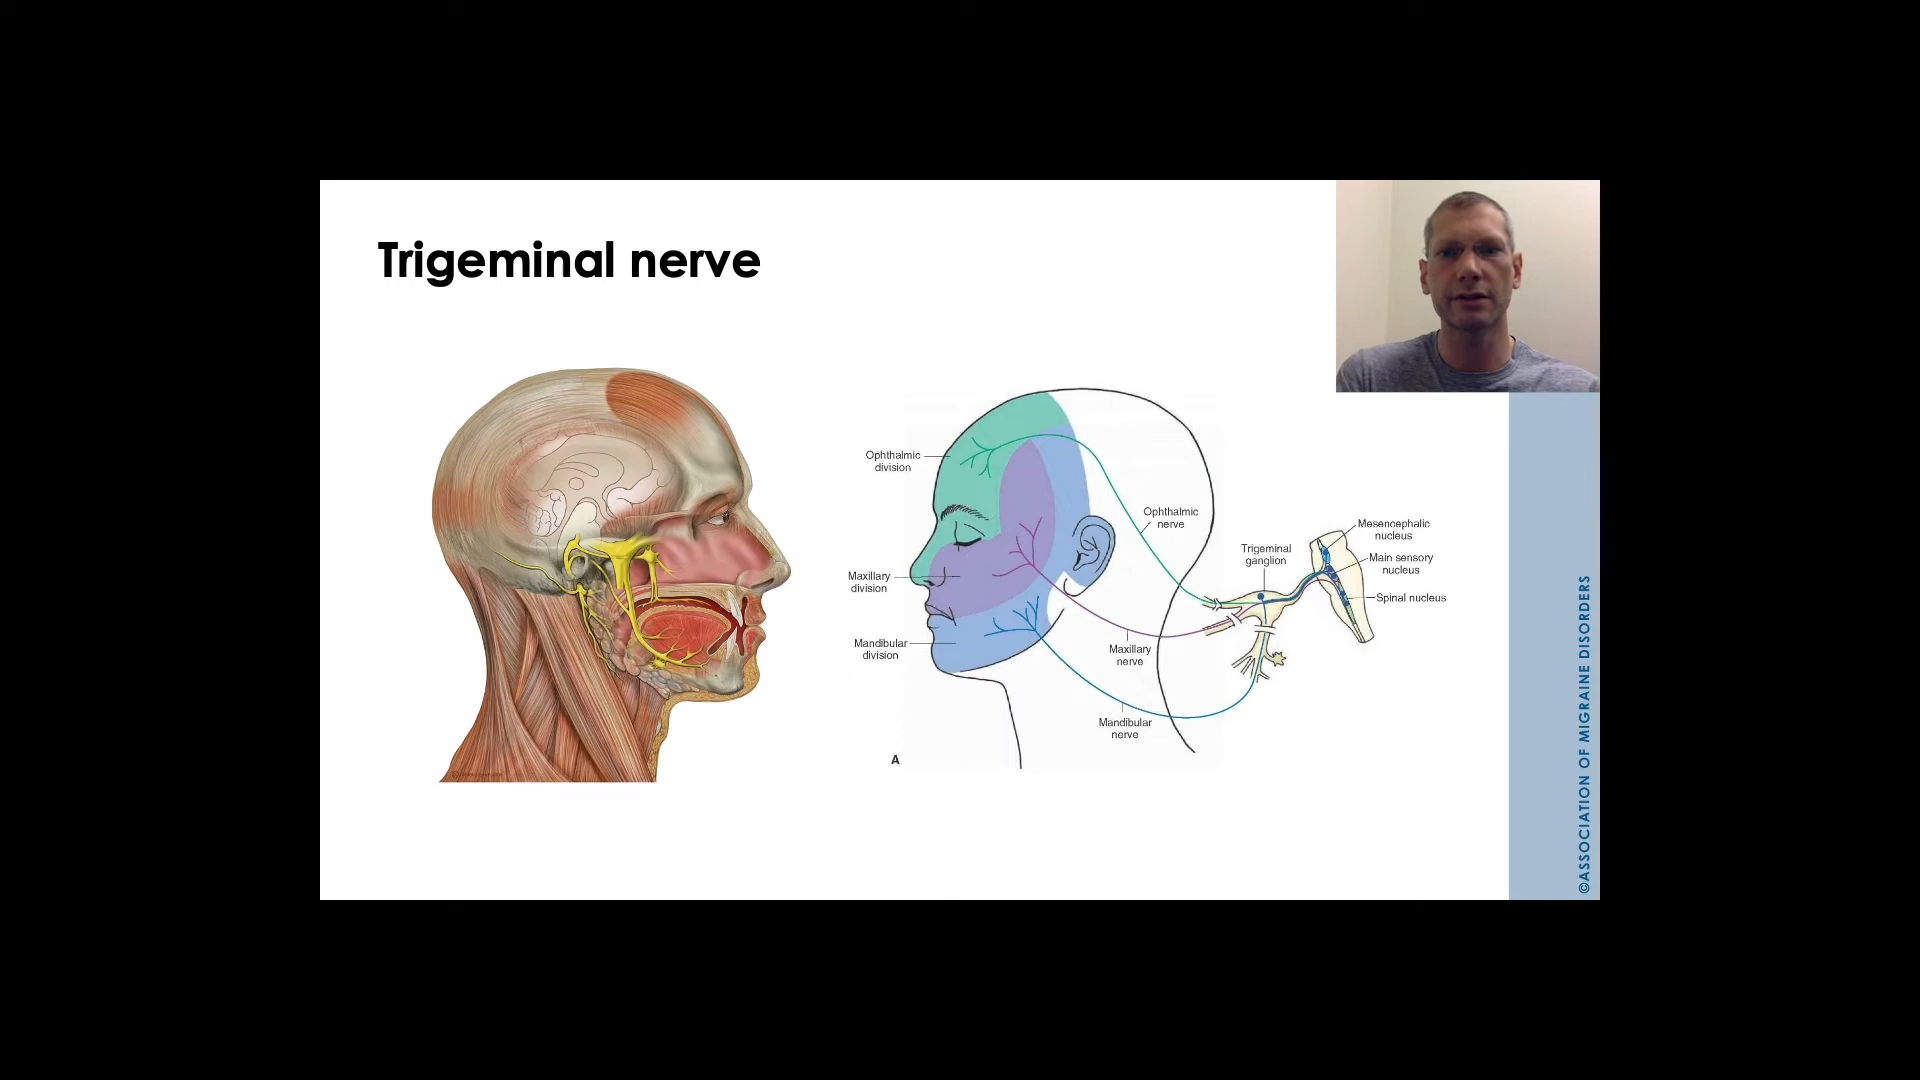 Trigeminal nerve
Ophthalmic
division
Maxillary
division
Mandibular
division
Ophthalmic
nerve
Maxillary
nerve
Mandibular
nerve
Trigeminal
ganglion
Mesencephalic
nucleus
Main sensory
nucleus
Spinal nucleus
A
©ASSOCIATION OF MIGRAINE DISORDERS